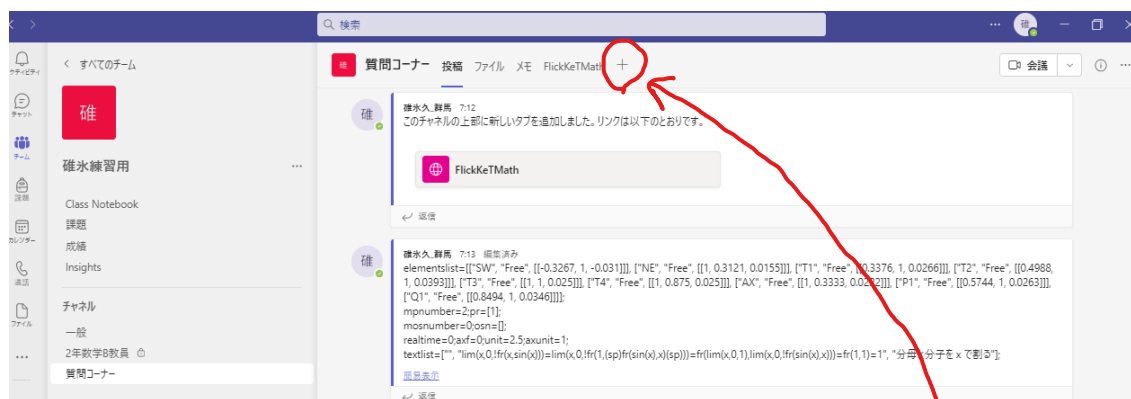 検索
碓
クティビティ
チャット
チーム
課題
カレンダー
通話
ファイル
すべてのチーム
碓
碓氷練習用
Class Notebook
課題
成績
Insights
チャネル
一般
2年数学B教員
質問コーナー
碓 質問コーナー 投稿 ファイル メモ FlickKeTMath
会議
碓
碓氷久_群馬 7:12
このチャネルの上部に新しいタブを追加しました。リンクは以下のとおりです。
FlickKeTMath
返信
碓
碓氷久_群馬 7:13 編集済み
elementslist=[["SW", "Free", [[-0.3267, 1, -0.031]]], ["NE", "Free", [[1, 0.3121, 0.0155]]], ["T1", "Free", [[0.3376, 1, 0.0266]]], ["T2", "Free", [[0.4988,
1, 0.0393]]], ["T3", "Free", [[1, 1, 0.025]]], ["T4", "Free", [[1, 0.875, 0.025]]], ["AX", "Free", [[1, 0.3333, ["P1", "Free", [[0.5744, 1, 0.0263]]],
["Q1", "Free", [[0.8494, 1, 0.0346]]]];
mpnumber=2;pr=[1];
mosnumber=0;osn=[];
realtime=0;axf=0;unit=2.5;axunit=1;
textlist=["", "lim(x,0,!fr(x,sin(x)))=lim(x,0,!fr(1,(sp)fr(sin(x),x)(sp)))=fr(lim(x,0,1),lim(x,0,!fr(sin(x),x)))=fr(1,1)=1", "分母と分子を x で割る"];
簡易表示
返信